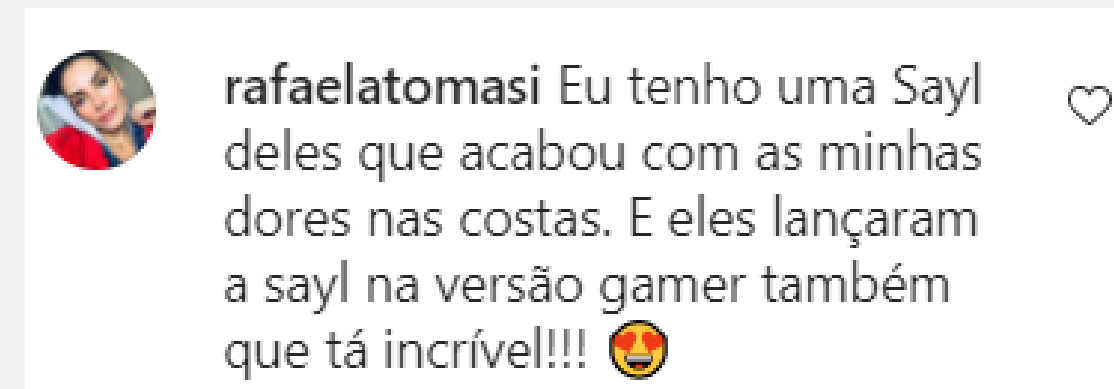 rafaelatomasi Eu tenho uma Sayl
deles que acabou com as minhas
dores nas costas. E eles lançaram
a sayl na versão gamer também
que tá incrível!!! 😍